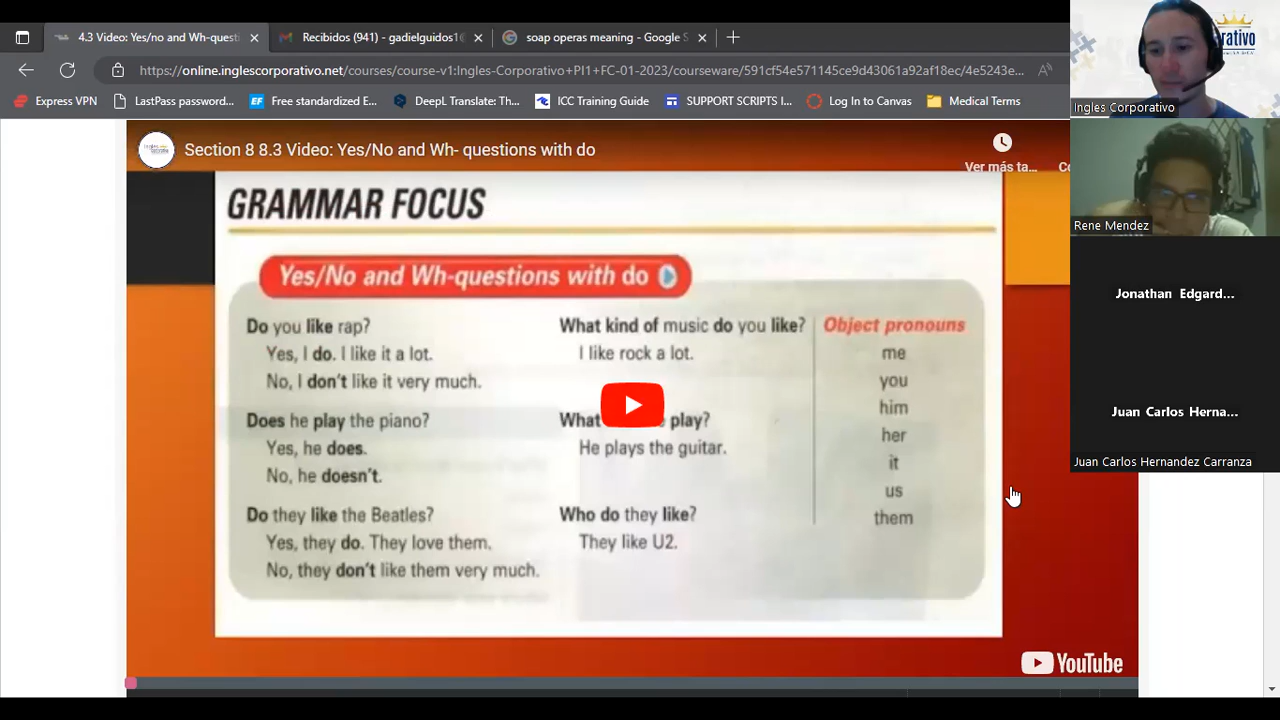 4.3 Video: Yes/no and Wh-questi
Recibidos (941) - gadielguidos1
soap operas meaning - Google S
https://online.inglescorporativo.net/courses/course-v1:Ingles-Corporativo+PI1+FC-01-2023/courseware/591cf54e571145ce9d43061a92af18ec/4e5243e...
Express VPN
LastPass password...
EF
Free standardized E...
DeepL Translate: Th...
ICC Training Guide
SUPPORT SCRIPTS I...
Log In to Canvas
Medical Terms
Section 8 8.3 Video: Yes/No and Wh- questions with do
Ver más ta...
GRAMMAR FOCUS
Yes/No and Wh-questions with do
Do you like rap?
Yes, I do. I like it a lot.
No, I don't like it very much.
Does he play the piano?
Yes, he does.
No, he doesn't.
Do they like the Beatles?
Yes, they do. They love them.
No, they don't like them very much.
What kind of music do you like?
I like rock a lot.
What play?
He plays the guitar.
Who do they like?
They like U2.
Object pronouns
me
you
him
her
it
us
them
YouTube
Ingles Corporativo
Rene Mendez
Jonathan Edgard...
Juan Carlos Herna...
Juan Carlos Hernandez Carranza